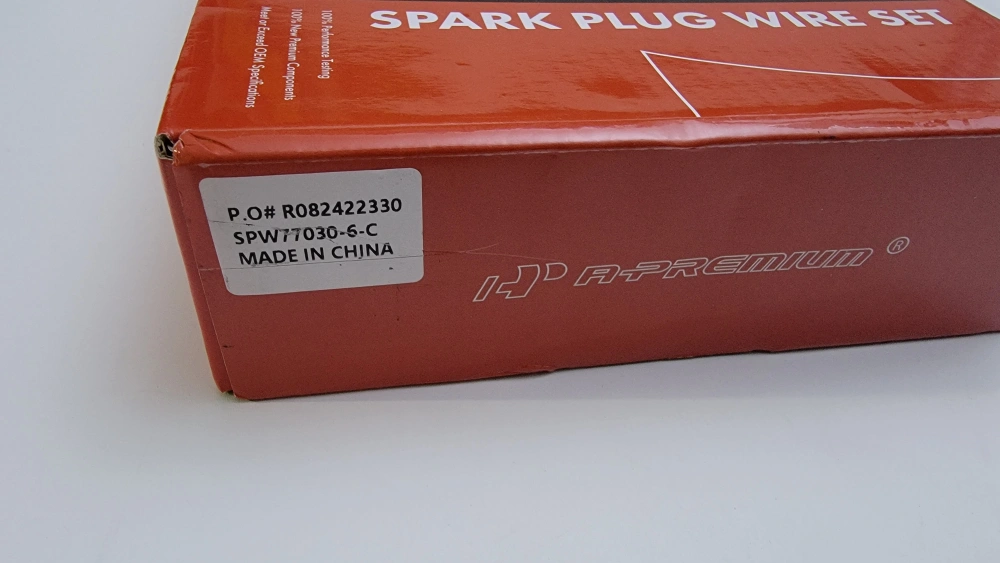 SPARK PLUG WIRE SET
100% Performance Testing
100% New Premium Components
Meet or Exceed OEM Specifications
P.O# R082422330
SPW77030-6-C
MADE IN CHINA
A-PREMIUM ®